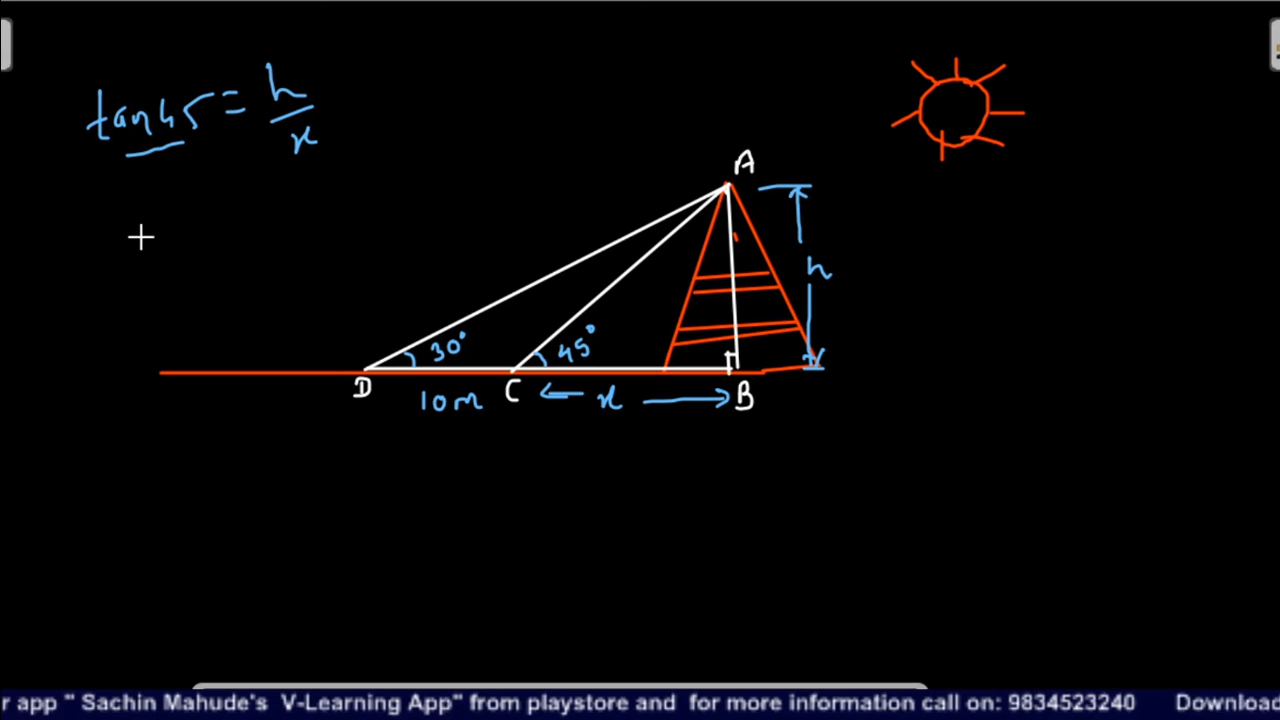 tan45 = h/x
A
h
30°
45°
D
10m
C
x
B
r app " Sachin Mahude's V-Learning App" from playstore and for more information call on: 9834523240 Download